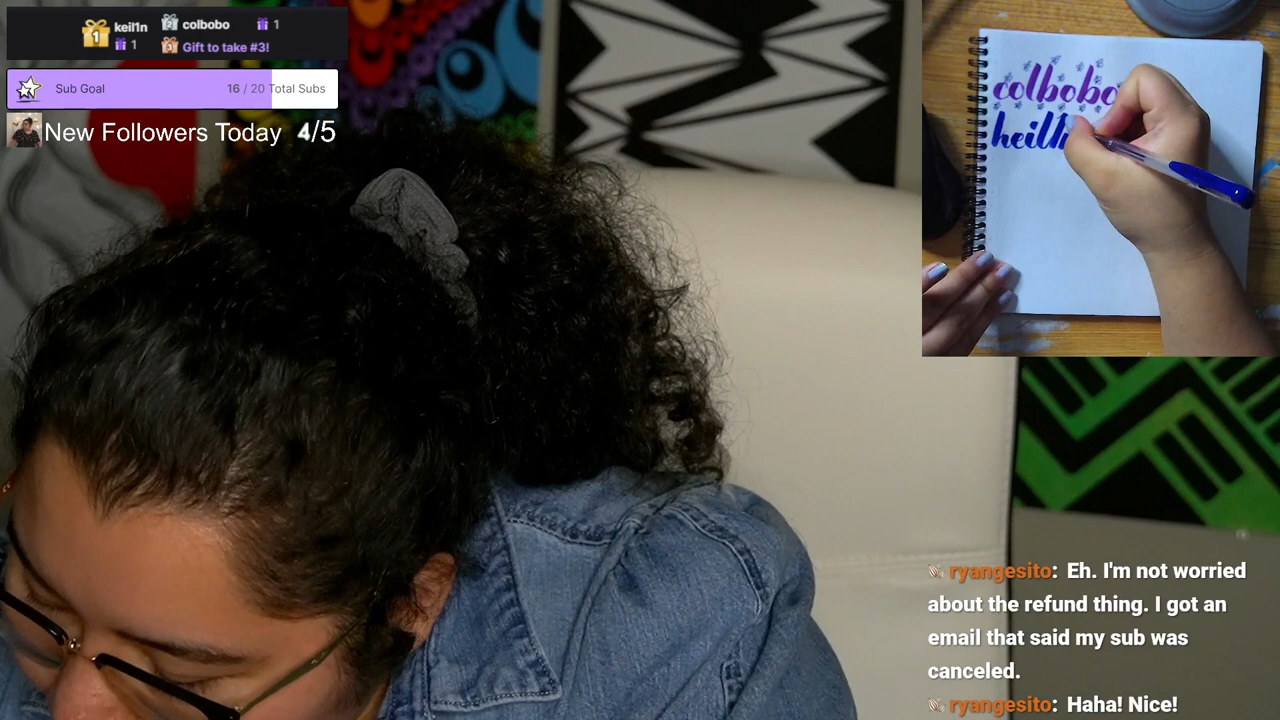 keil1n
1
colbobo
1
Gift to take #3!
Sub Goal
16 / 20 Total Subs
New Followers Today 4/5
colbobo
ryangesito: Eh. I'm not worried
about the refund thing. I got an
email that said my sub was
canceled.
ryangesito: Haha! Nice!